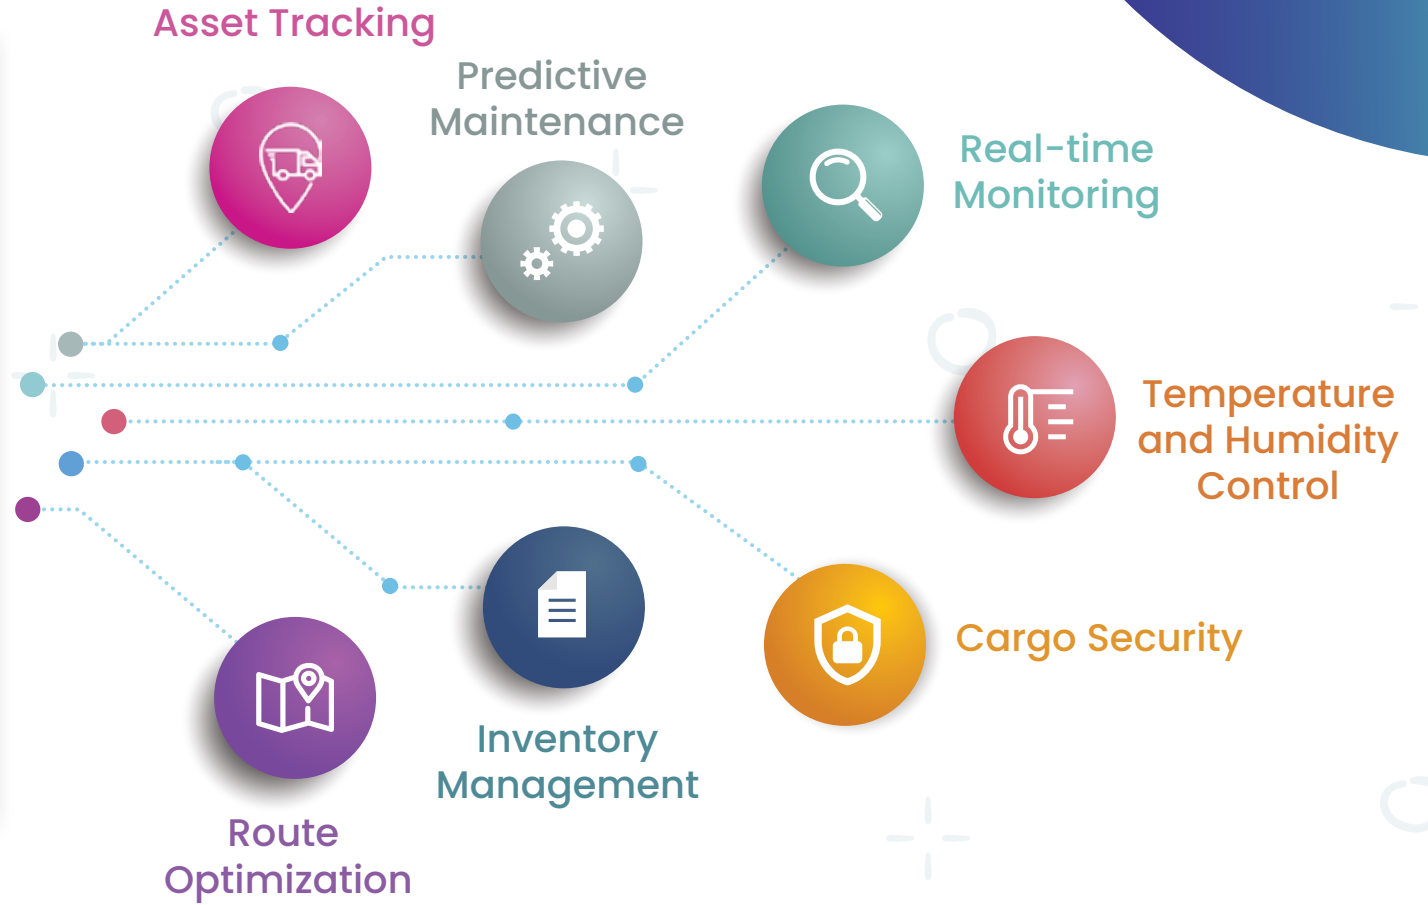 Asset Tracking
Predictive
Maintenance
Real-time
Monitoring
Temperature
and Humidity
Control
Cargo Security
Inventory
Management
Route
Optimization